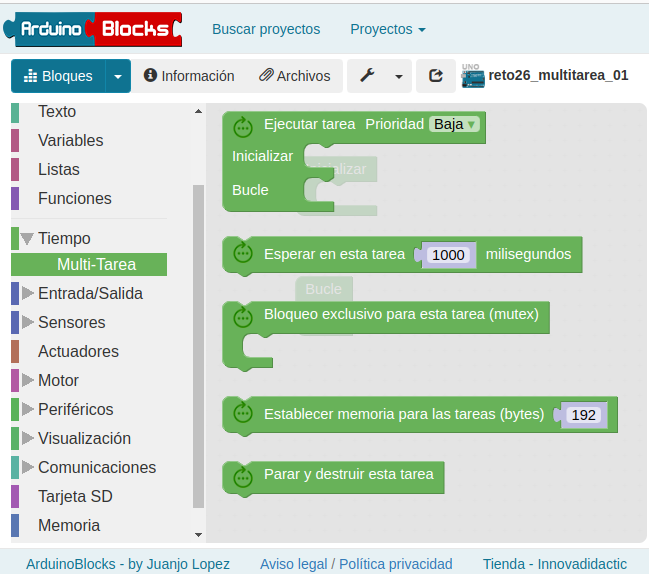 Arduino Blocks
Buscar proyectos
Proyectos
Bloques
Información
Archivos
UNO
reto26_multitarea_01
Texto
Variables
Listas
Funciones
Tiempo
Multi-Tarea
Entrada/Salida
Sensores
Actuadores
Motor
Periféricos
Visualización
Comunicaciones
Tarjeta SD
Memoria
Ejecutar tarea Prioridad Baja
Inicializar
Bucle
Esperar en esta tarea 1000 milisegundos
Bucle
Bloqueo exclusivo para esta tarea (mutex)
Establecer memoria para las tareas (bytes) 192
Parar y destruir esta tarea
ArduinoBlocks - by Juanjo Lopez
Aviso legal / Política privacidad
Tienda - Innovadidactic